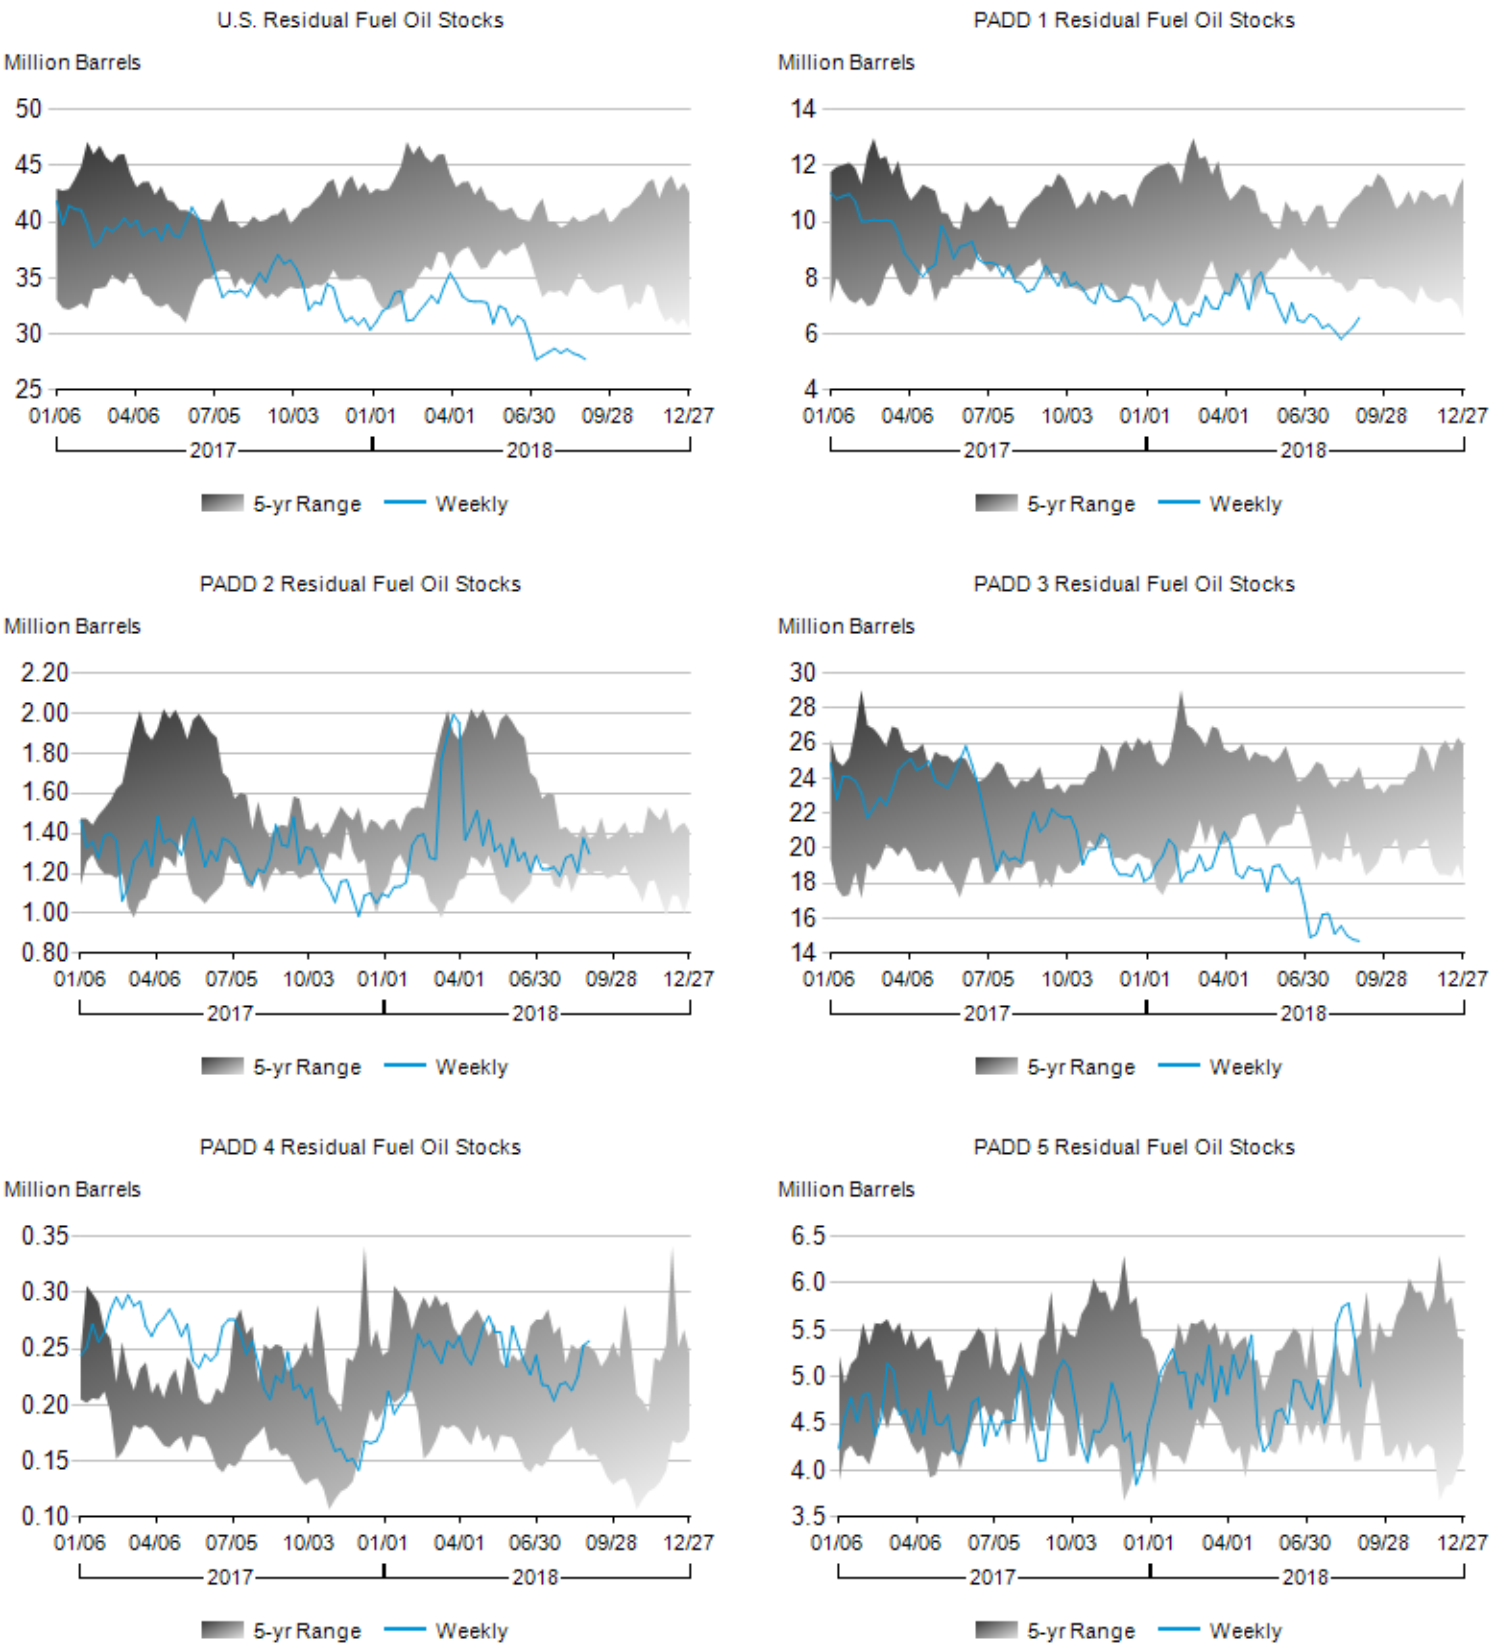 U.S. Residual Fuel Oil Stocks
Million Barrels
50
45
40
35
30
25
01/06 04/06 07/05 10/03 01/01 04/01 06/30 09/28 12/27
2017 2018
5-yr Range Weekly
PADD 1 Residual Fuel Oil Stocks
Million Barrels
14
12
10
8
6
4
01/06 04/06 07/05 10/03 01/01 04/01 06/30 09/28 12/27
2017 2018
5-yr Range Weekly
PADD 2 Residual Fuel Oil Stocks
Million Barrels
2.20
2.00
1.80
1.60
1.40
1.20
1.00
0.80
01/06 04/06 07/05 10/03 01/01 04/01 06/30 09/28 12/27
2017 2018
5-yr Range Weekly
PADD 3 Residual Fuel Oil Stocks
Million Barrels
30
28
26
24
22
20
18
16
14
01/06 04/06 07/05 10/03 01/01 04/01 06/30 09/28 12/27
2017 2018
5-yr Range Weekly
PADD 4 Residual Fuel Oil Stocks
Million Barrels
0.35
0.30
0.25
0.20
0.15
0.10
01/06 04/06 07/05 10/03 01/01 04/01 06/30 09/28 12/27
2017 2018
5-yr Range Weekly
PADD 5 Residual Fuel Oil Stocks
Million Barrels
6.5
6.0
5.5
5.0
4.5
4.0
3.5
01/06 04/06 07/05 10/03 01/01 04/01 06/30 09/28 12/27
2017 2018
5-yr Range Weekly